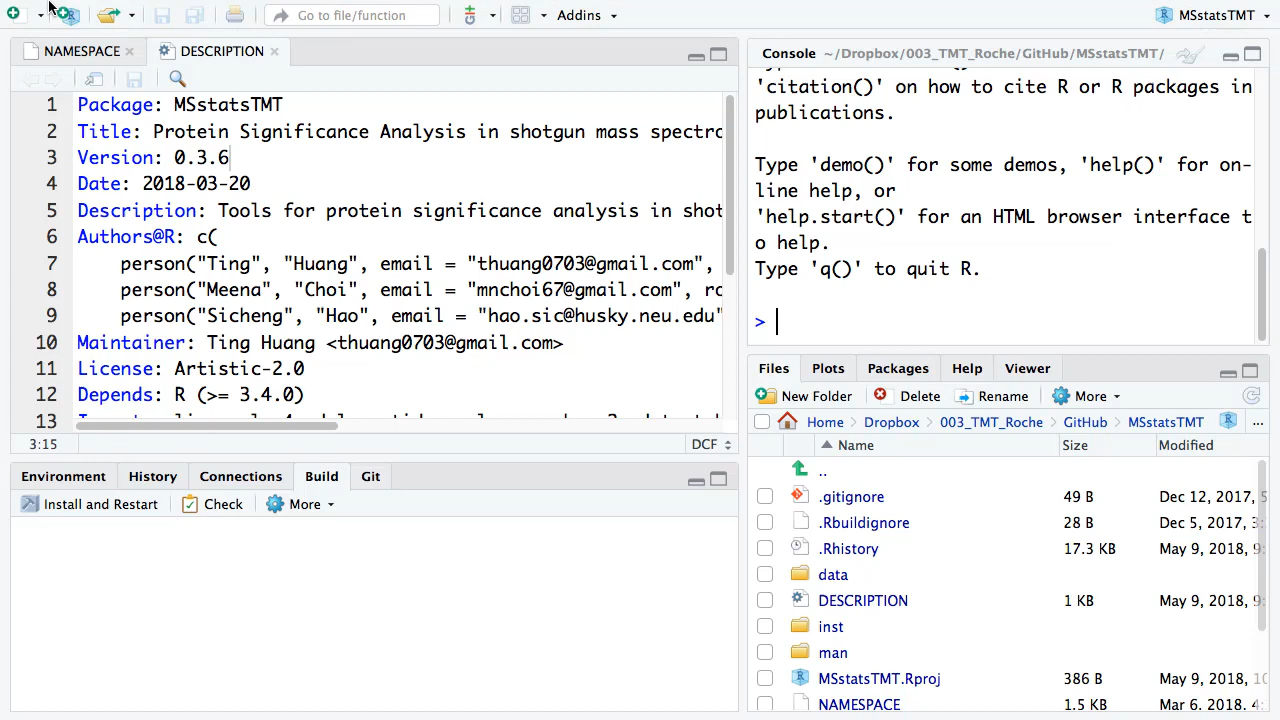 Go to file/function
Addins
MSstatsTMT
NAMESPACE
DESCRIPTION
1 Package: MSstatsTMT
2 Title: Protein Significance Analysis in shotgun mass spectro
3 Version: 0.3.6
4 Date: 2018-03-20
5 Description: Tools for protein significance analysis in shot
6 Authors@R: c(
7 person("Ting", "Huang", email = "thuang0703@gmail.com",
8 person("Meena", "Choi", email = "mnchoi67@gmail.com", ro
9 person("Sicheng", "Hao", email = "hao.sic@husky.neu.edu"
10 Maintainer: Ting Huang <thuang0703@gmail.com>
11 License: Artistic-2.0
12 Depends: R (>= 3.4.0)
13
3:15
DCF
Environment History Connections Build Git
Install and Restart Check More
Console ~/Dropbox/003_TMT_Roche/GitHub/MSstatsTMT/
'citation()' on how to cite R or R packages in
publications.
Type 'demo()' for some demos, 'help()' for on-
line help, or
'help.start()' for an HTML browser interface t
o help.
Type 'q()' to quit R.
>
Files Plots Packages Help Viewer
New Folder Delete Rename More
Home Dropbox 003_TMT_Roche GitHub MSstatsTMT ...
Name Size Modified
..
.gitignore 49 B Dec 12, 2017,
.Rbuildignore 28 B Dec 5, 2017,
.Rhistory 17.3 KB May 9, 2018,
data
DESCRIPTION 1 KB May 9, 2018,
inst
man
MSstatsTMT.Rproj 386 B May 9, 2018,
NAMESPACE 1.5 KB Mar 6, 2018,